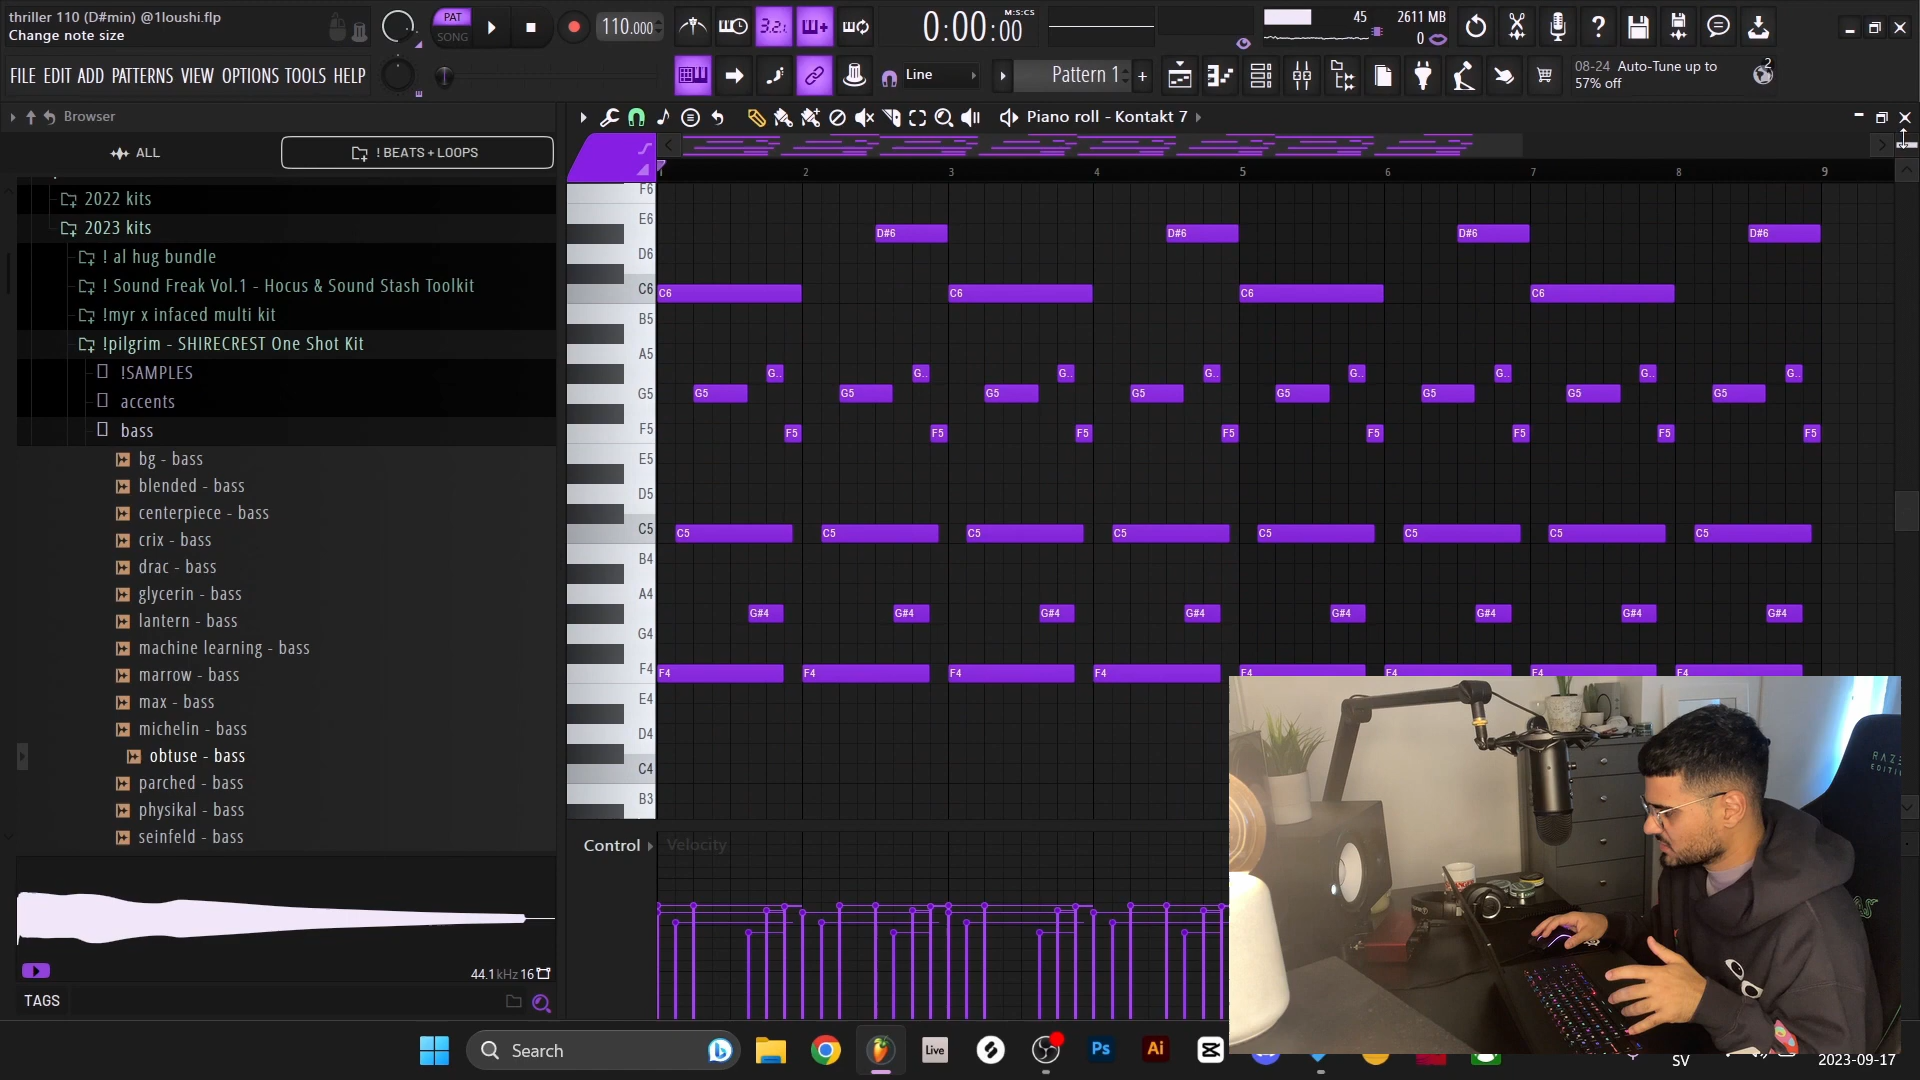 thriller 110 (D#min) @1loushi.flp
Change note size
PAT
SONG
110.000
3.2.
0:00:00
M:S:CS
45
2611 MB
0
FILE EDIT ADD PATTERNS VIEW OPTIONS TOOLS HELP
Line
Pattern 1
08-24 Auto-Tune up to
57% off
2
Browser
Piano roll - Kontakt 7
ALL
! BEATS + LOOPS
2022 kits
2023 kits
! al hug bundle
! Sound Freak Vol.1 - Hocus & Sound Stash Toolkit
!myr x infaced multi kit
!pilgrim - SHIRECREST One Shot Kit
!SAMPLES
accents
bass
bg - bass
blended - bass
centerpiece - bass
crix - bass
drac - bass
glycerin - bass
lantern - bass
machine learning - bass
marrow - bass
max - bass
michelin - bass
obtuse - bass
parched - bass
physikal - bass
seinfeld - bass
44.1kHz 16
TAGS
1 2 3 4 5 6 7 8 9
F6
E6 D#6 D#6 D#6 D#6
D6
C6 C6 C6 C6 C6
B5
A5
G.. G.. G.. G.. G.. G.. G.. G..
G5 G5 G5 G5 G5 G5 G5 G5 G5
F5 F5 F5 F5 F5 F5 F5 F5 F5
E5
D5
C5 C5 C5 C5 C5 C5 C5 C5 C5
B4
A4
G#4 G#4 G#4 G#4 G#4 G#4 G#4 G#4
G4
F4 F4 F4 F4 F4 F4 F4 F4 F4
E4
D4
C4
B3
Control
Velocity
Search
Live
Ps
Ai
SV
2023-09-17